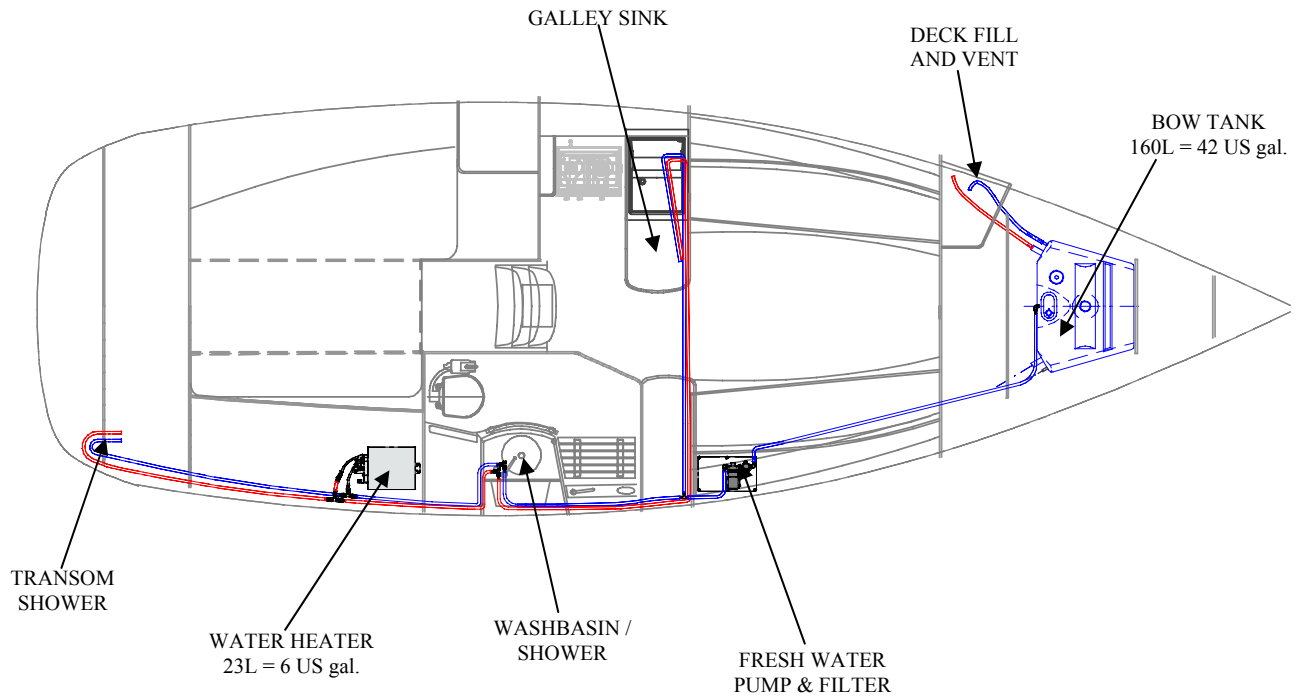 GALLEY SINK
DECK FILL
AND VENT
BOW TANK
160L = 42 US gal.
TRANSOM
SHOWER
WATER HEATER
23L = 6 US gal.
WASHBASIN /
SHOWER
FRESH WATER
PUMP & FILTER